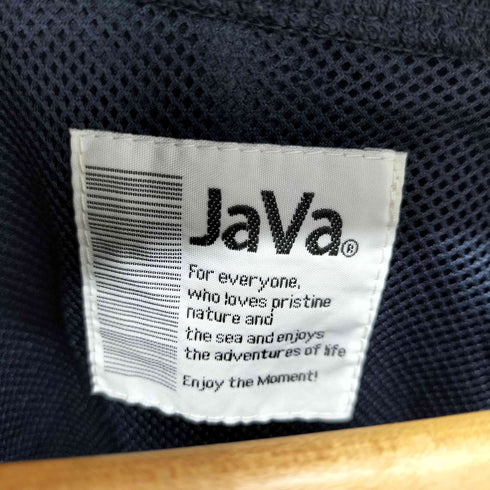 JaVa®
For everyone,
who loves pristine
nature and
the sea and enjoys
the adventures of life
Enjoy the Moment!